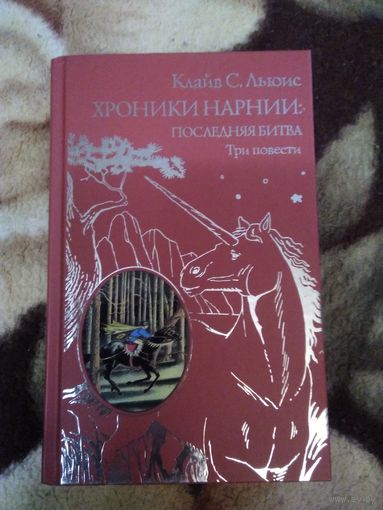 Клайв С. Льюис
ХРОНИКИ НАРНИИ:
ПОСЛЕДНЯЯ БИТВА
Три повести